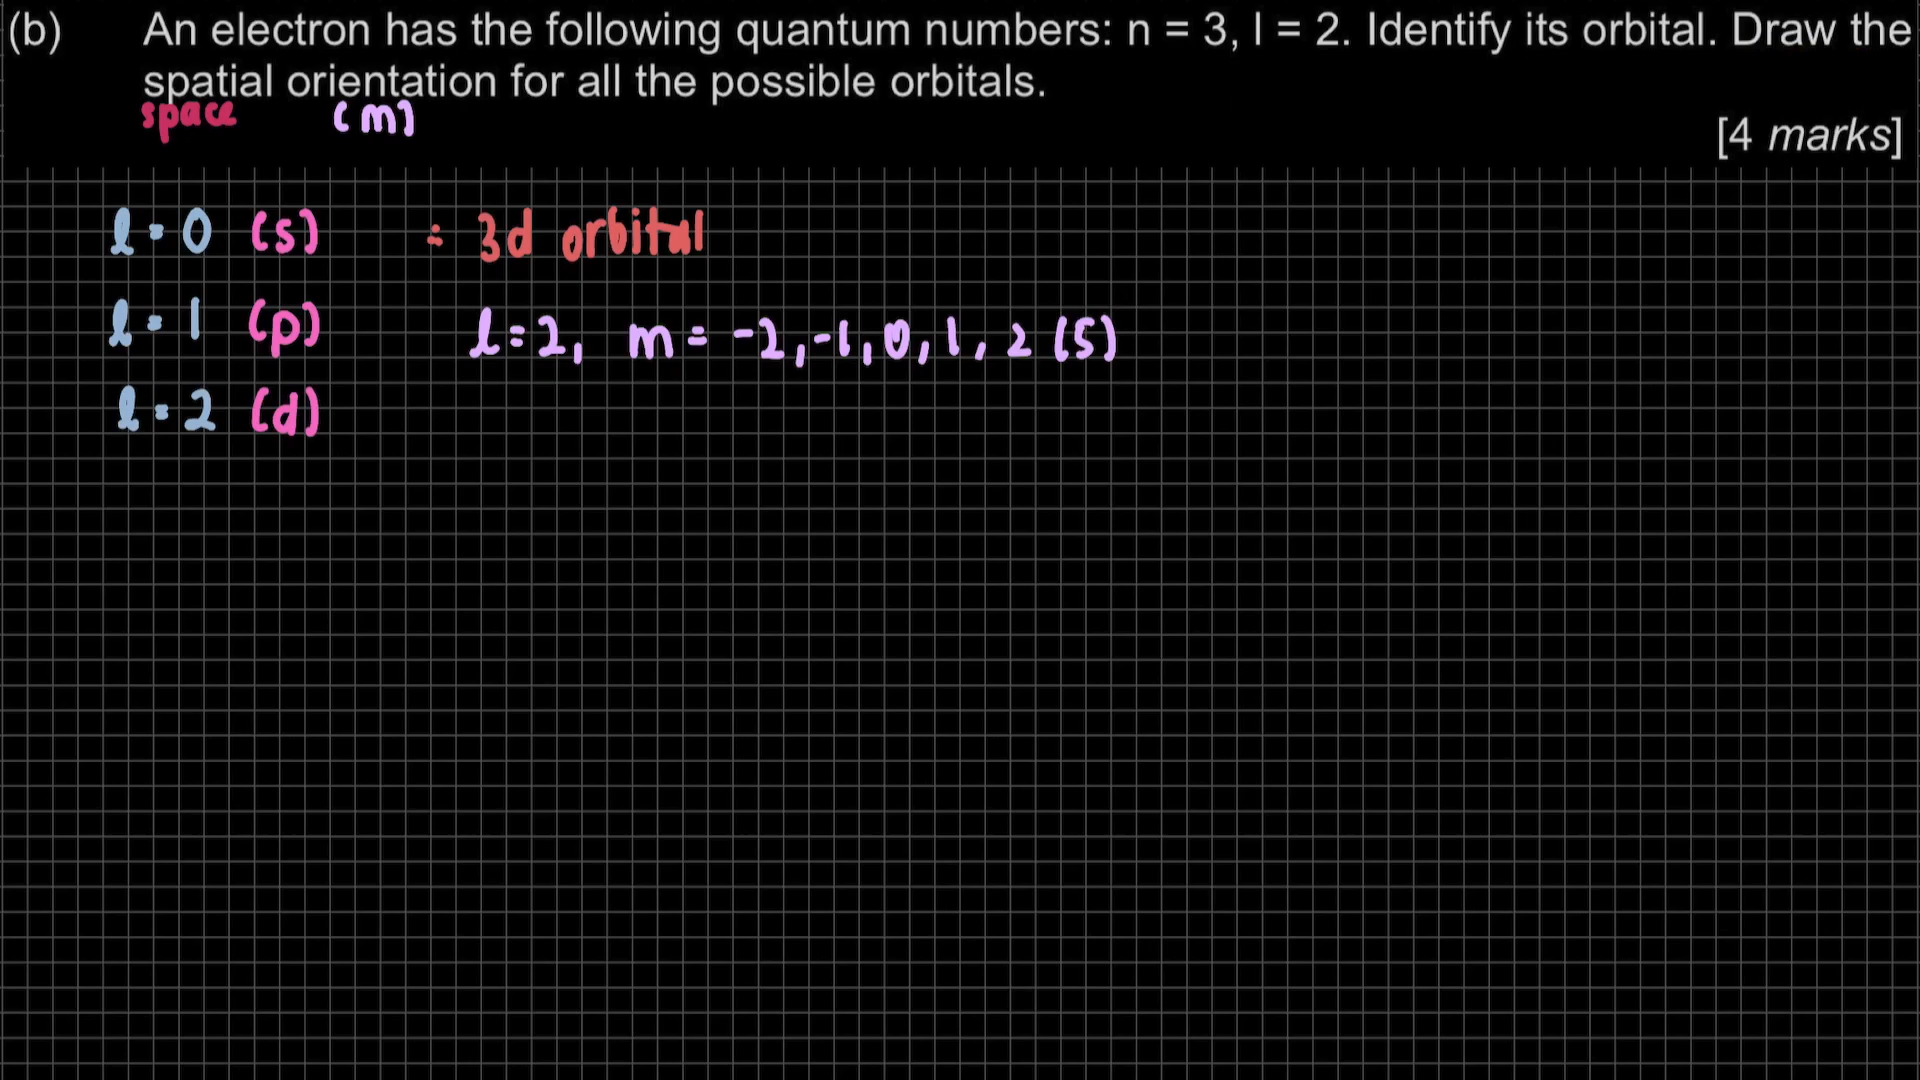 (b) An electron has the following quantum numbers: n = 3, l = 2. Identify its orbital. Draw the
spatial orientation for all the possible orbitals.
space (m)
[4 marks]
l = 0 (s) ∴ 3d orbital
l = 1 (p) l = 2, m = -2, -1, 0, 1, 2 (5)
l = 2 (d)